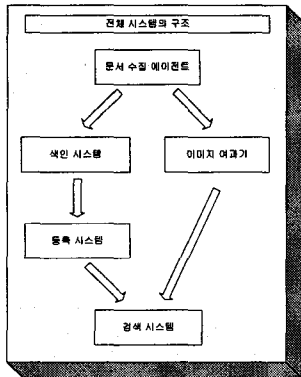 전체 시스템의 구조
문서 수집 에이전트
색인 시스템
이미지 여과기
등록 시스템
검색 시스템